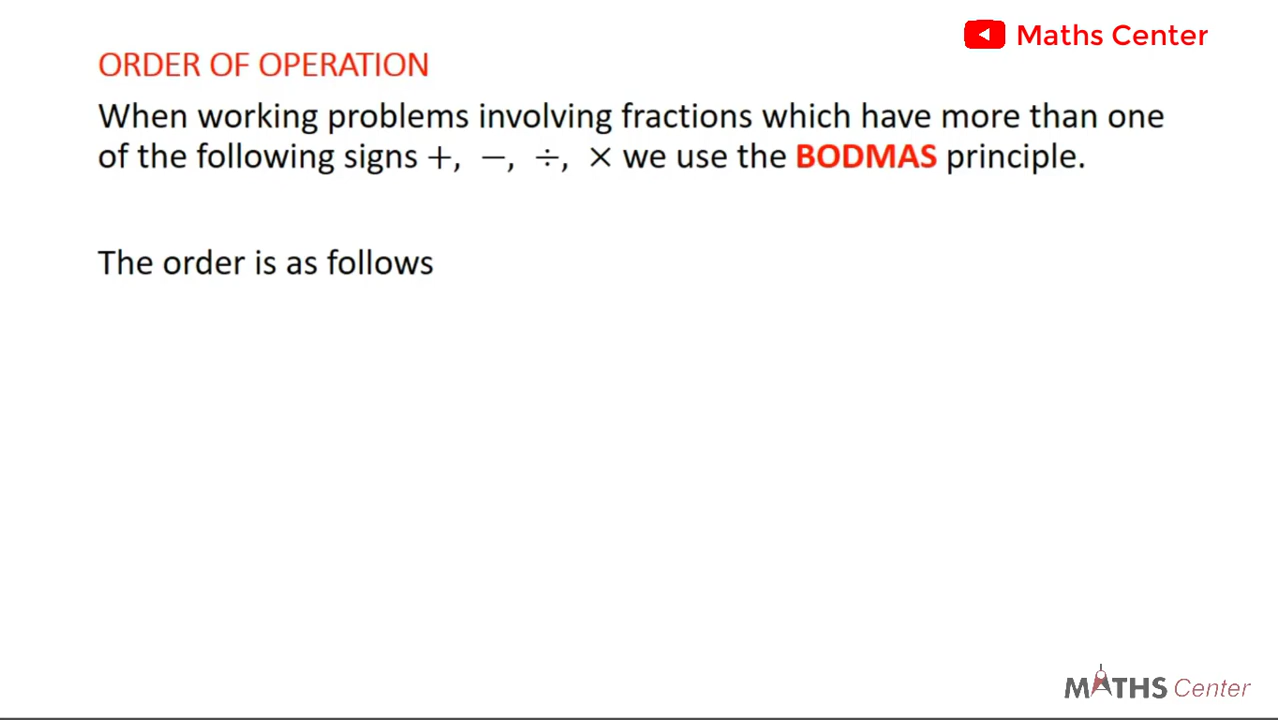 Maths Center
ORDER OF OPERATION
When working problems involving fractions which have more than one
of the following signs +, −, ÷, × we use the BODMAS principle.
The order is as follows
MATHS Center